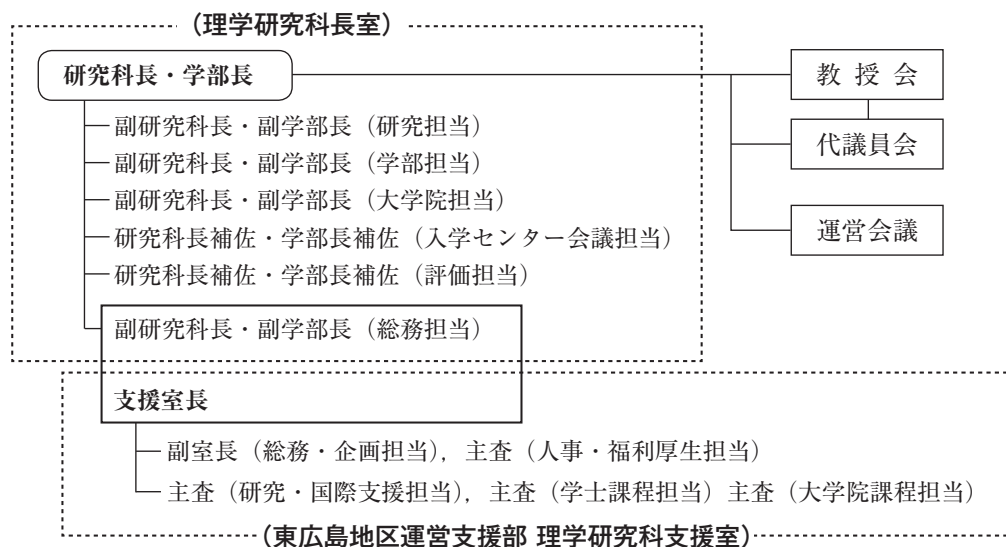 （理学研究科長室）
研究科長・学部長
教 授 会
副研究科長・副学部長（研究担当）
代議員会
副研究科長・副学部長（学部担当）
副研究科長・副学部長（大学院担当）
運営会議
研究科長補佐・学部長補佐（入学センター会議担当）
研究科長補佐・学部長補佐（評価担当）
副研究科長・副学部長（総務担当）
支援室長
副室長（総務・企画担当），主査（人事・福利厚生担当）
主査（研究・国際支援担当），主査（学士課程担当）主査（大学院課程担当）
（東広島地区運営支援部 理学研究科支援室）